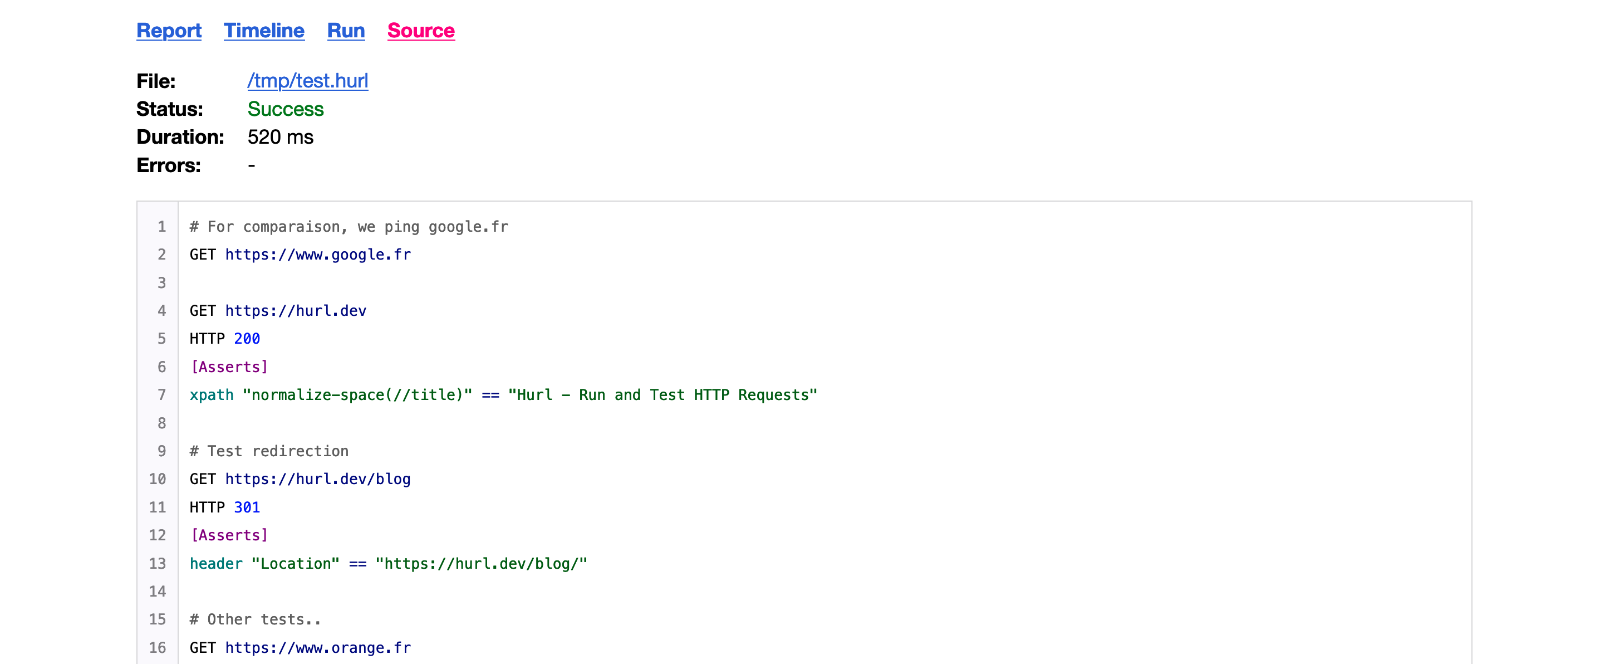 Report Timeline Run Source
File: /tmp/test.hurl
Status: Success
Duration: 520 ms
Errors: -
1 # For comparaison, we ping google.fr
2 GET https://www.google.fr
3
4 GET https://hurl.dev
5 HTTP 200
6 [Asserts]
7 xpath "normalize-space(//title)" == "Hurl - Run and Test HTTP Requests"
8
9 # Test redirection
10 GET https://hurl.dev/blog
11 HTTP 301
12 [Asserts]
13 header "Location" == "https://hurl.dev/blog/"
14
15 # Other tests..
16 GET https://www.orange.fr